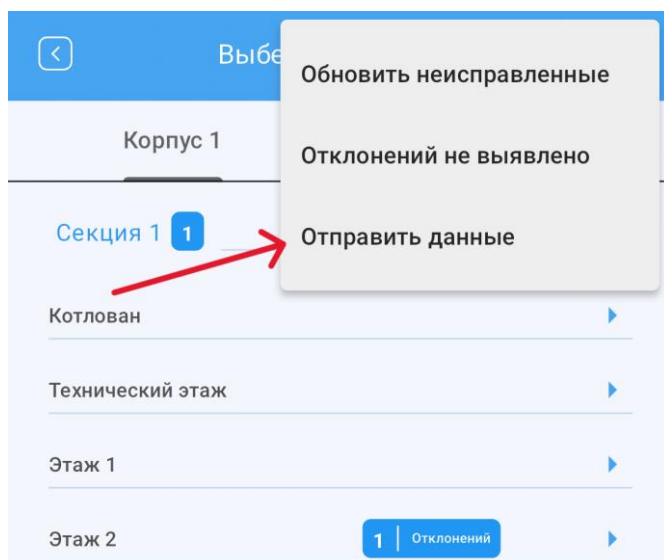 Выбе
Обновить неисправленные
Корпус 1
Отклонений не выявлено
Секция 1 1
Отправить данные
Котлован
Технический этаж
Этаж 1
Этаж 2 1 Отклонений